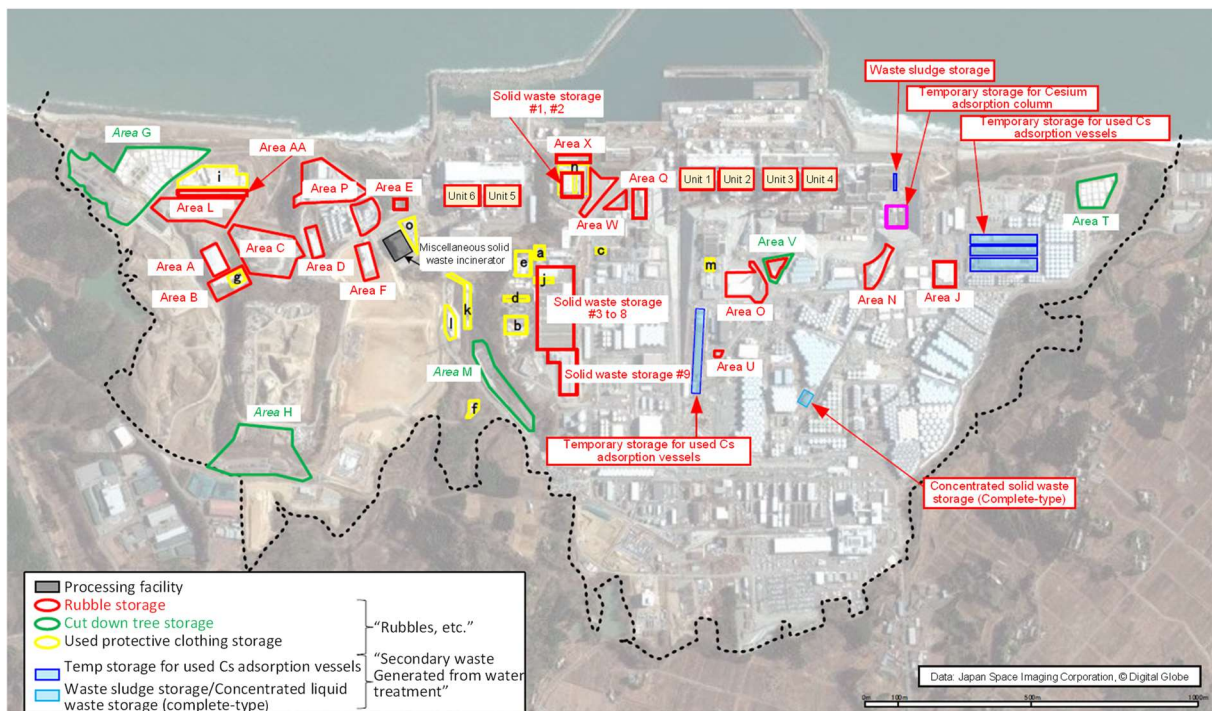 Waste sludge storage
Temporary storage for Cesium
adsorption column
Temporary storage for used Cs
adsorption vessels
Solid waste storage
#1, #2
Area X
Area G
Area AA
i
Area L
Area P
Area E
n
Area Q
Area W
Unit 6
Unit 5
Unit 1
Unit 2
Unit 3
Unit 4
Area T
Area A
g
Area B
Area C
Area D
Area F
o
Miscellaneous solid
waste incinerator
a
e
c
j
d
b
k
l
m
Area V
Area O
Area N
Area J
Solid waste storage
#3 to 8
Solid waste storage #9
Area U
Area M
f
Area H
Temporary storage for used Cs
adsorption vessels
Concentrated solid waste
storage (Complete-type)
Processing facility
Rubble storage
Cut down tree storage
Used protective clothing storage
"Rubbles, etc."
Temp storage for used Cs adsorption vessels
Waste sludge storage/Concentrated liquid
waste storage (complete-type)
"Secondary waste
Generated from water
treatment"
Data: Japan Space Imaging Corporation, © Digital Globe
0m
100m
500m
1000m